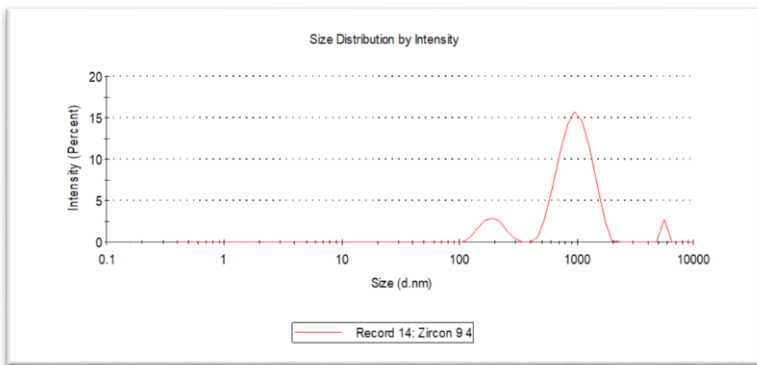 Size Distribution by Intensity
20
15
10
5
0
Intensity (Percent)
0.1 1 10 100 1000 10000
Size (d.nm)
Record 14: Zircon 9 4